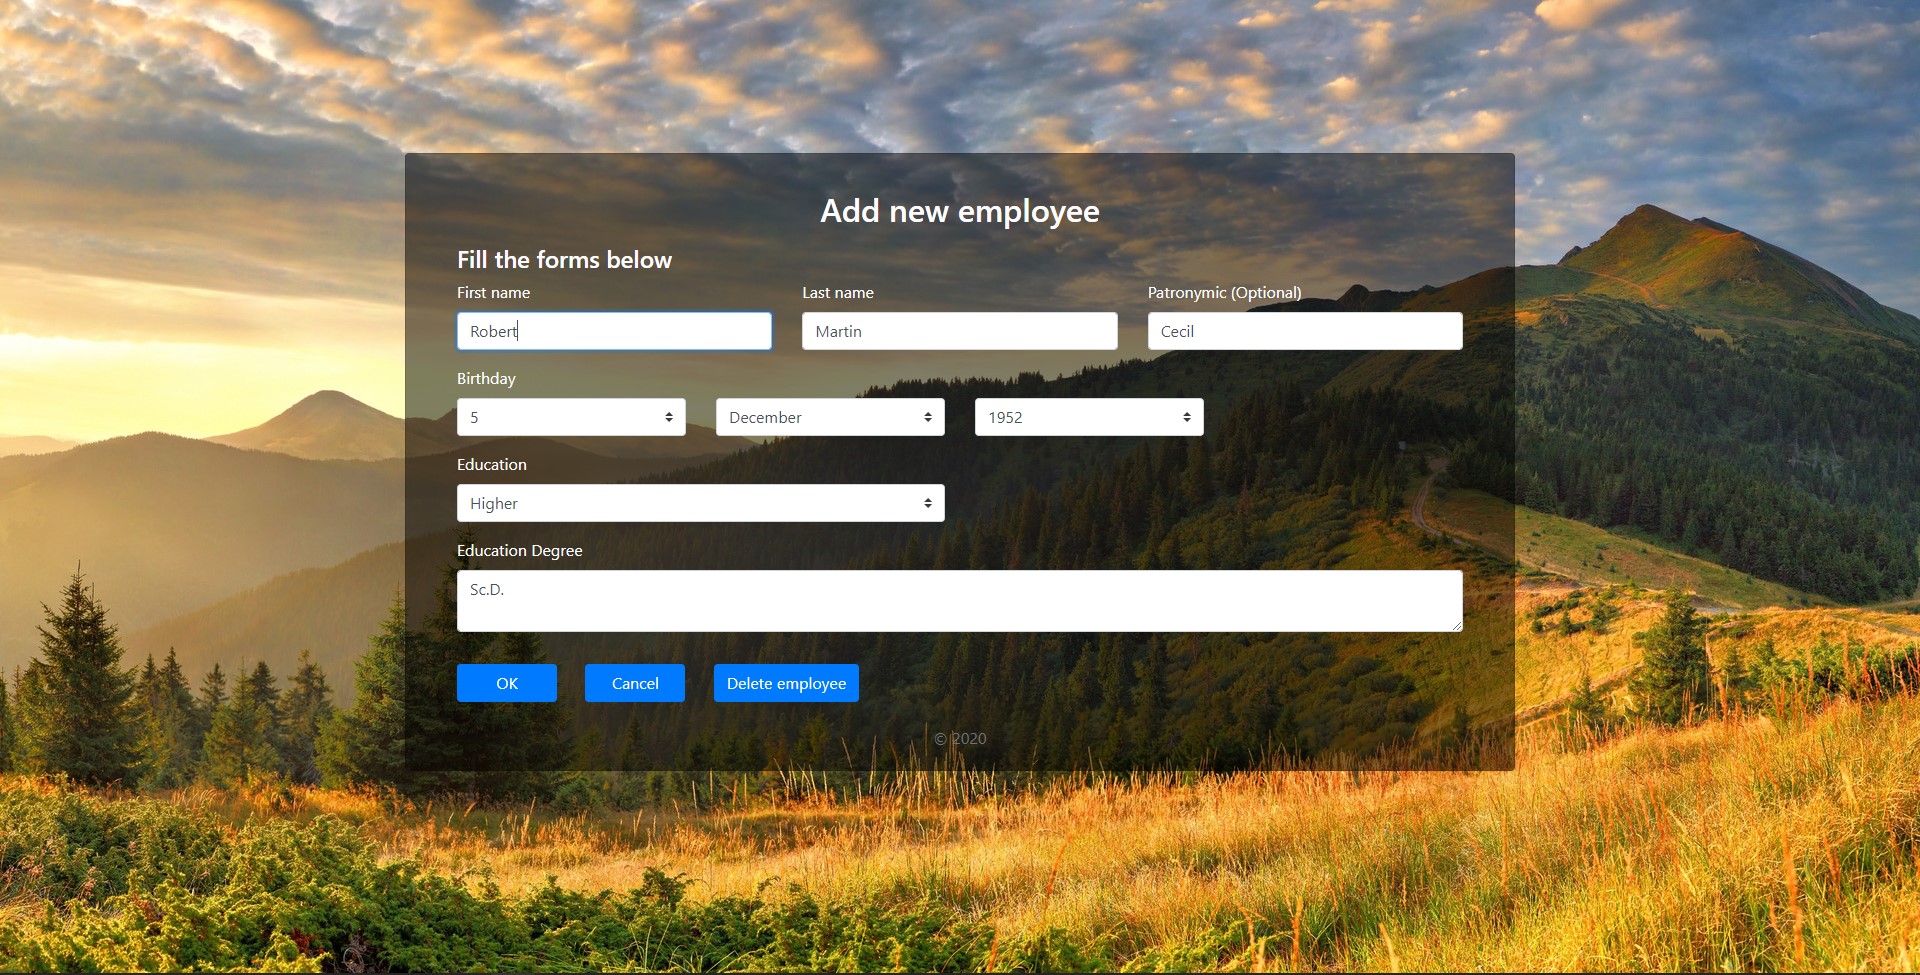 Add new employee
Fill the forms below
First name Last name Patronymic (Optional)
Robert Martin Cecil
Birthday
5 December 1952
Education
Higher
Education Degree
Sc.D.
OK Cancel Delete employee
© 2020